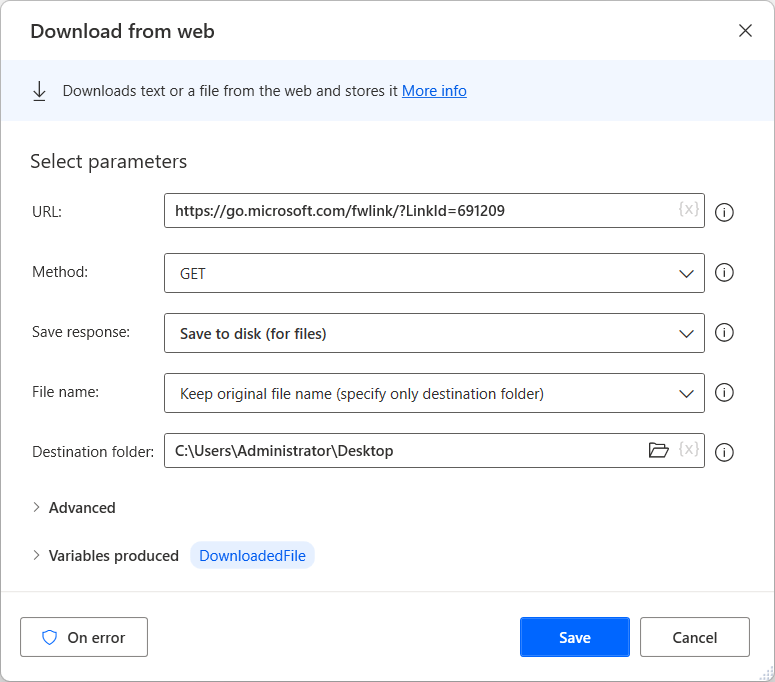 Download from web
Downloads text or a file from the web and stores it More info
Select parameters
URL: https://go.microsoft.com/fwlink/?LinkId=691209 {x}
Method: GET
Save response: Save to disk (for files)
File name: Keep original file name (specify only destination folder)
Destination folder: C:\Users\Administrator\Desktop {x}
Advanced
Variables produced DownloadedFile
On error Save Cancel